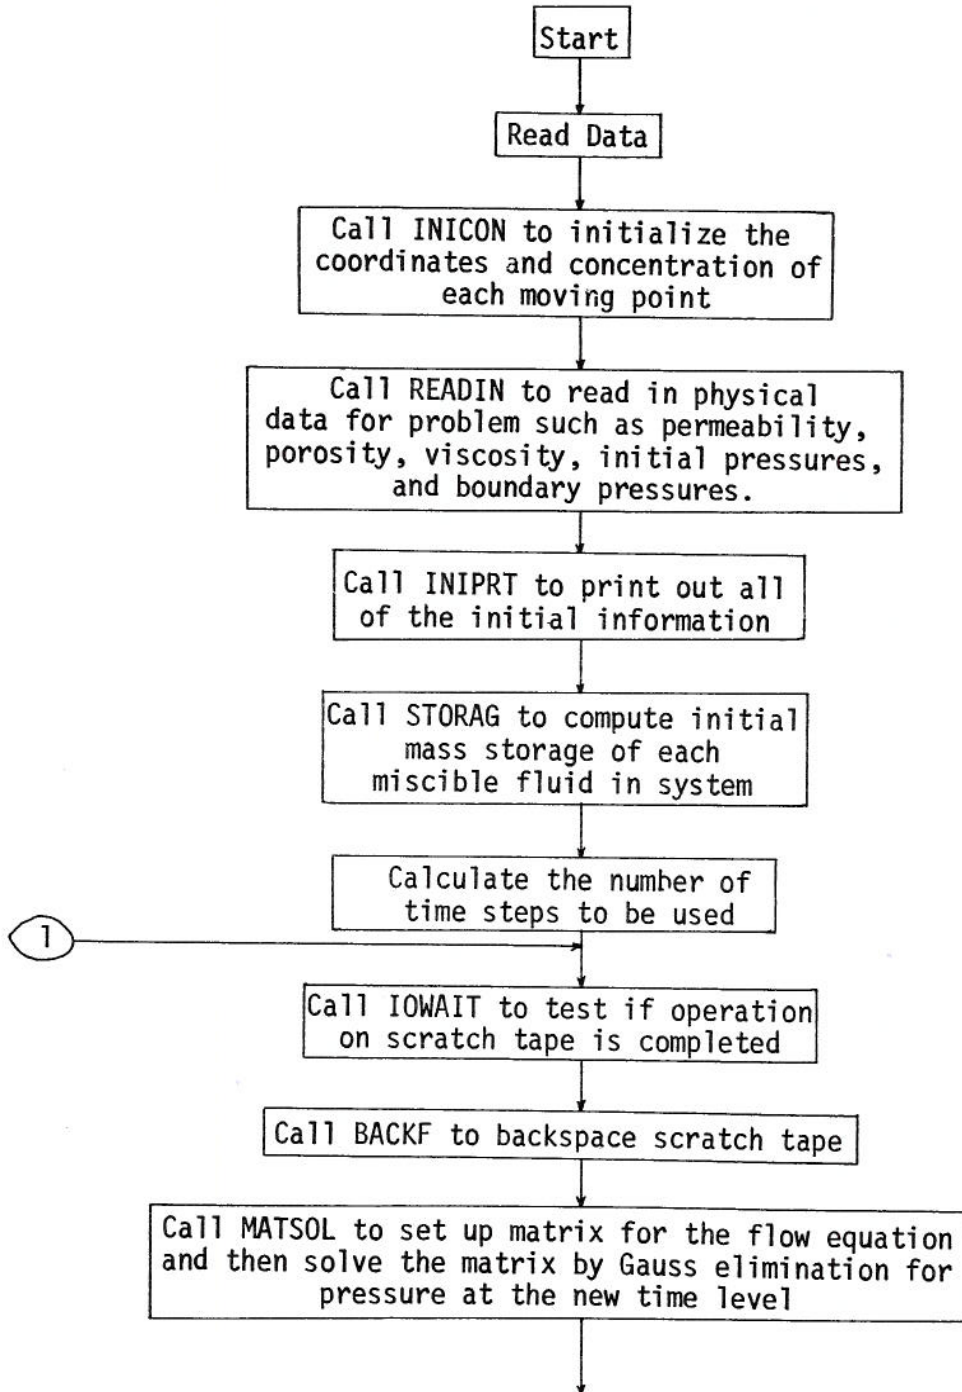 Start
Read Data
Call INICON to initialize the
coordinates and concentration of
each moving point
Call READIN to read in physical
data for problem such as permeability,
porosity, viscosity, initial pressures,
and boundary pressures.
Call INIPRT to print out all
of the initial information
Call STORAG to compute initial
mass storage of each
miscible fluid in system
Calculate the number of
time steps to be used
1
Call IOWAIT to test if operation
on scratch tape is completed
Call BACKF to backspace scratch tape
Call MATSOL to set up matrix for the flow equation
and then solve the matrix by Gauss elimination for
pressure at the new time level